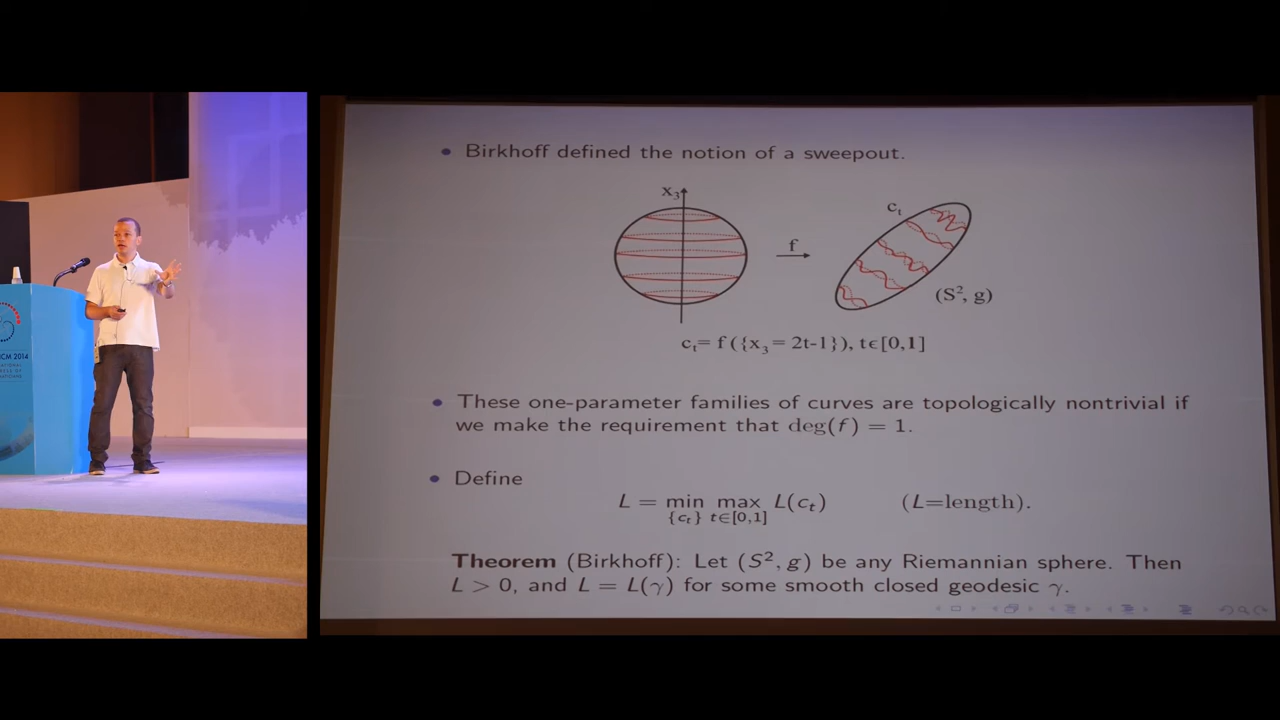 • Birkhoff defined the notion of a sweepout.
x₃
f
cₜ
(S², g)
cₜ= f ({x₃ = 2t-1}), t∈[0,1]
• These one-parameter families of curves are topologically nontrivial if
we make the requirement that deg(f) = 1.
• Define
L = min max L(cₜ) (L=length).
{cₜ} t∈[0,1]
Theorem (Birkhoff): Let (S², g) be any Riemannian sphere. Then
L > 0, and L = L(γ) for some smooth closed geodesic γ.
CM 2014